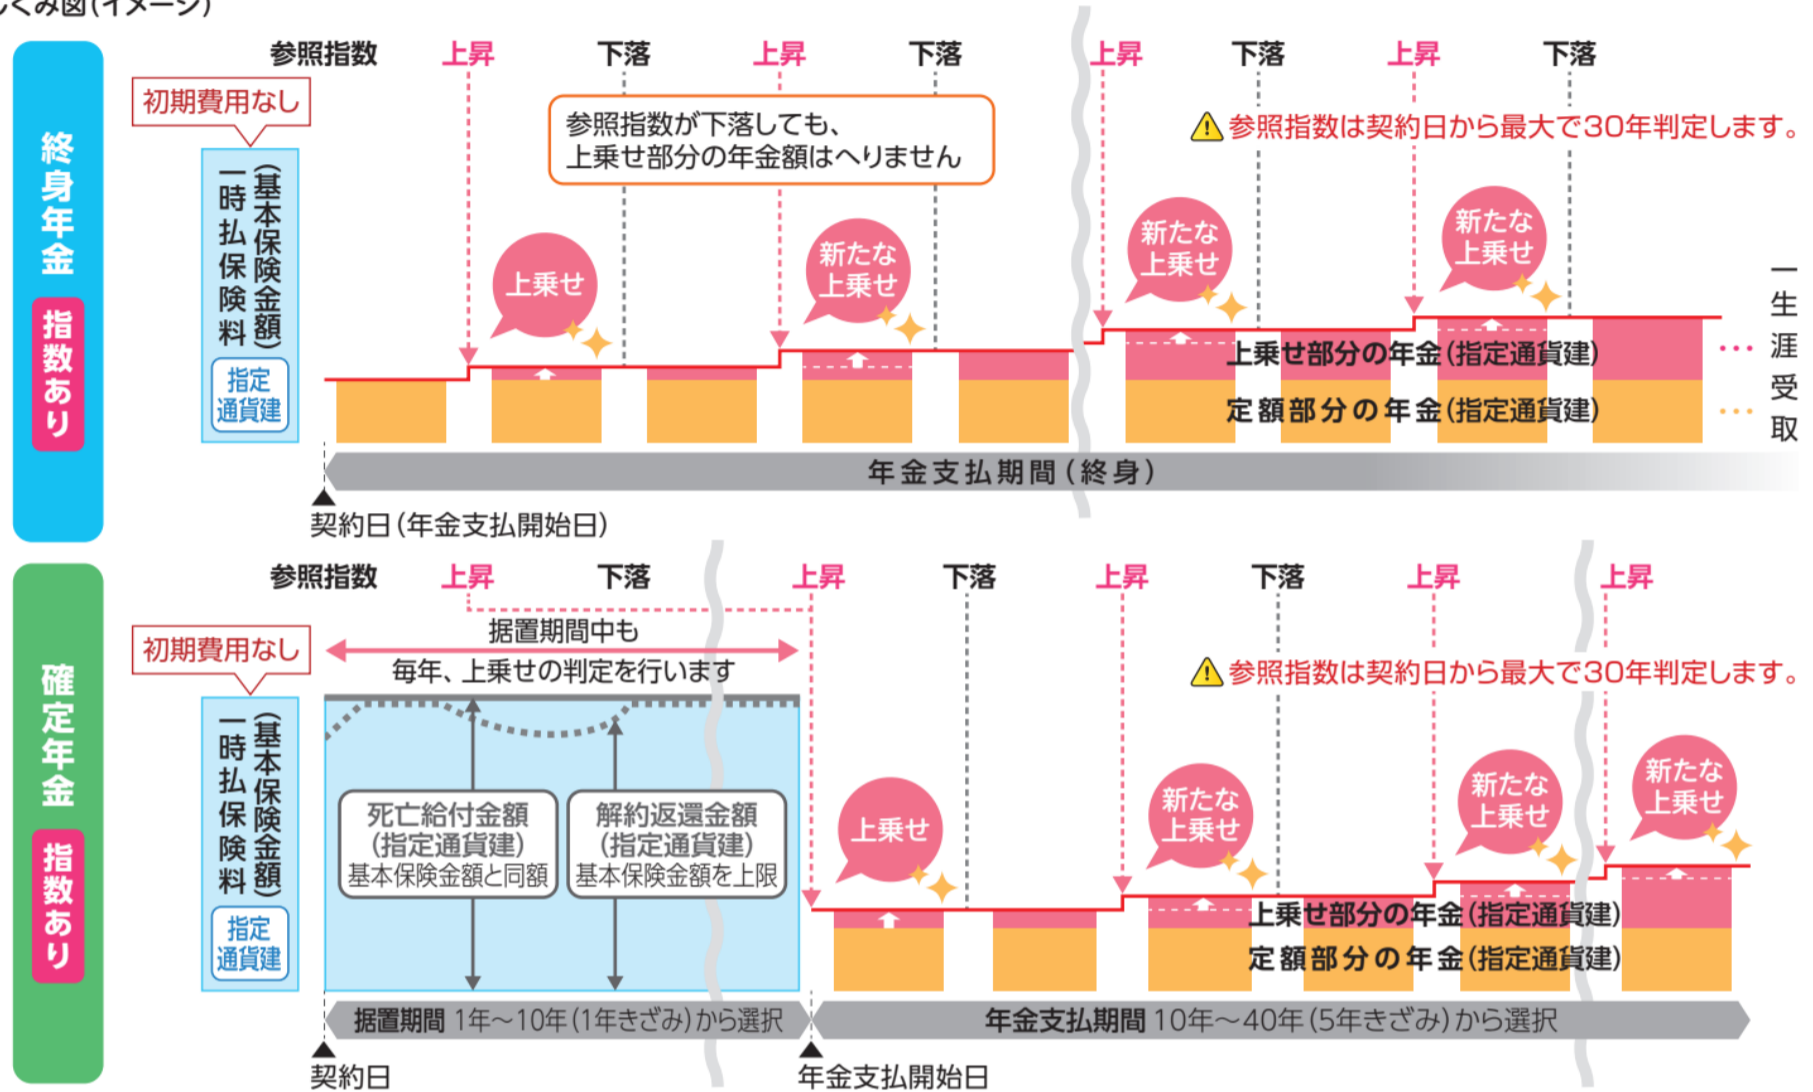 しくみ図(イメージ)
終身年金
指数あり
参照指数
上昇
下落
上昇
下落
上昇
下落
上昇
下落
初期費用なし
参照指数が下落しても、
上乗せ部分の年金額はへりません
参照指数は契約日から最大で30年判定します。
一時払保険料
(基本保険金額)
指定
通貨建
上乗せ
新たな
上乗せ
新たな
上乗せ
新たな
上乗せ
上乗せ部分の年金(指定通貨建)
定額部分の年金(指定通貨建)
一生涯受取
年金支払期間(終身)
契約日(年金支払開始日)
確定年金
指数あり
参照指数
上昇
下落
上昇
下落
上昇
下落
上昇
上昇
初期費用なし
据置期間中も
毎年、上乗せの判定を行います
参照指数は契約日から最大で30年判定します。
一時払保険料
(基本保険金額)
指定
通貨建
死亡給付金額
(指定通貨建)
基本保険金額と同額
解約返還金額
(指定通貨建)
基本保険金額を上限
上乗せ
新たな
上乗せ
新たな
上乗せ
新たな
上乗せ
上乗せ部分の年金(指定通貨建)
定額部分の年金(指定通貨建)
据置期間 1年～10年(1年きざみ)から選択
年金支払期間 10年～40年(5年きざみ)から選択
契約日
年金支払開始日